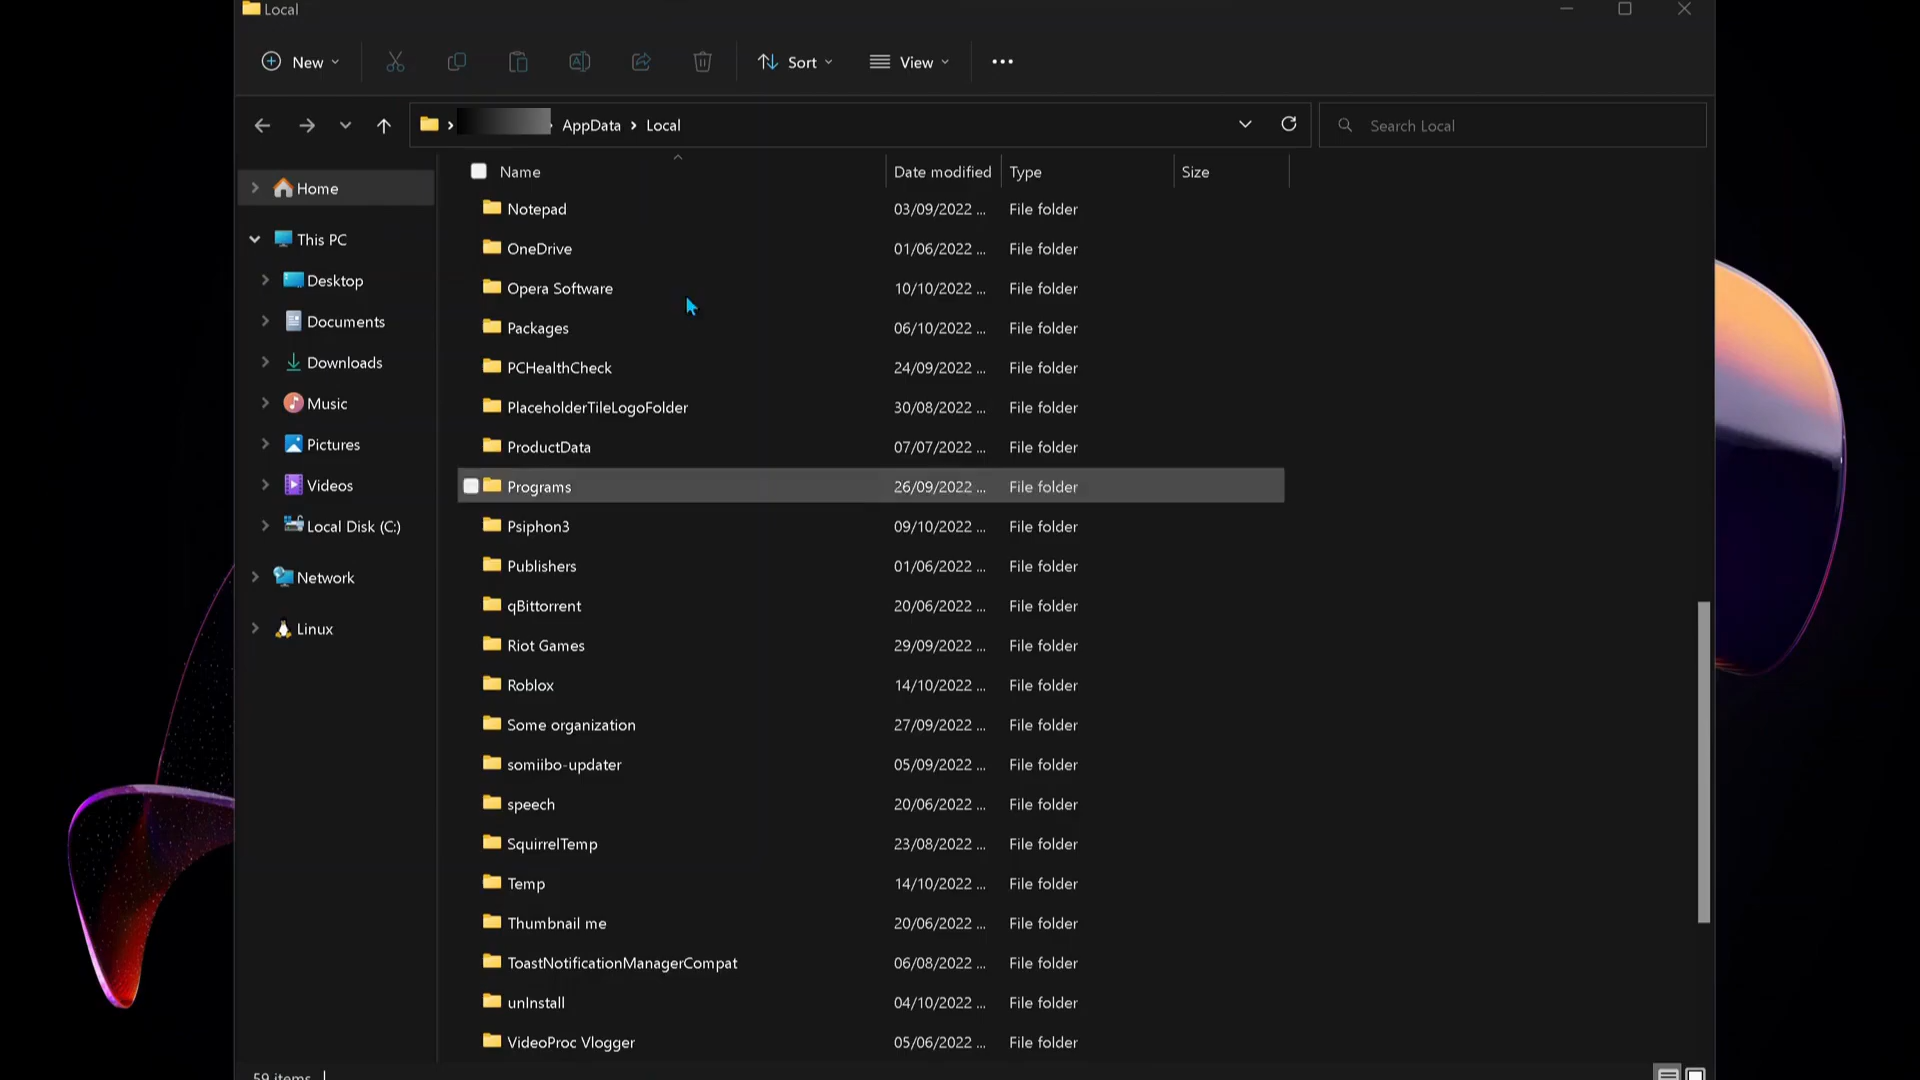 Local
New Sort View
AppData Local Search Local
Name Date modified Type Size
Home
This PC
Desktop
Documents
Downloads
Music
Pictures
Videos
Local Disk (C:)
Network
Linux
Notepad 03/09/2022 ... File folder
OneDrive 01/06/2022 ... File folder
Opera Software 10/10/2022 ... File folder
Packages 06/10/2022 ... File folder
PCHealthCheck 24/09/2022 ... File folder
PlaceholderTileLogoFolder 30/08/2022 ... File folder
ProductData 07/07/2022 ... File folder
Programs 26/09/2022 ... File folder
Psiphon3 09/10/2022 ... File folder
Publishers 01/06/2022 ... File folder
qBittorrent 20/06/2022 ... File folder
Riot Games 29/09/2022 ... File folder
Roblox 14/10/2022 ... File folder
Some organization 27/09/2022 ... File folder
somiibo-updater 05/09/2022 ... File folder
speech 20/06/2022 ... File folder
SquirrelTemp 23/08/2022 ... File folder
Temp 14/10/2022 ... File folder
Thumbnail me 20/06/2022 ... File folder
ToastNotificationManagerCompat 06/08/2022 ... File folder
unInstall 04/10/2022 ... File folder
VideoProc Vlogger 05/06/2022 ... File folder
59 items